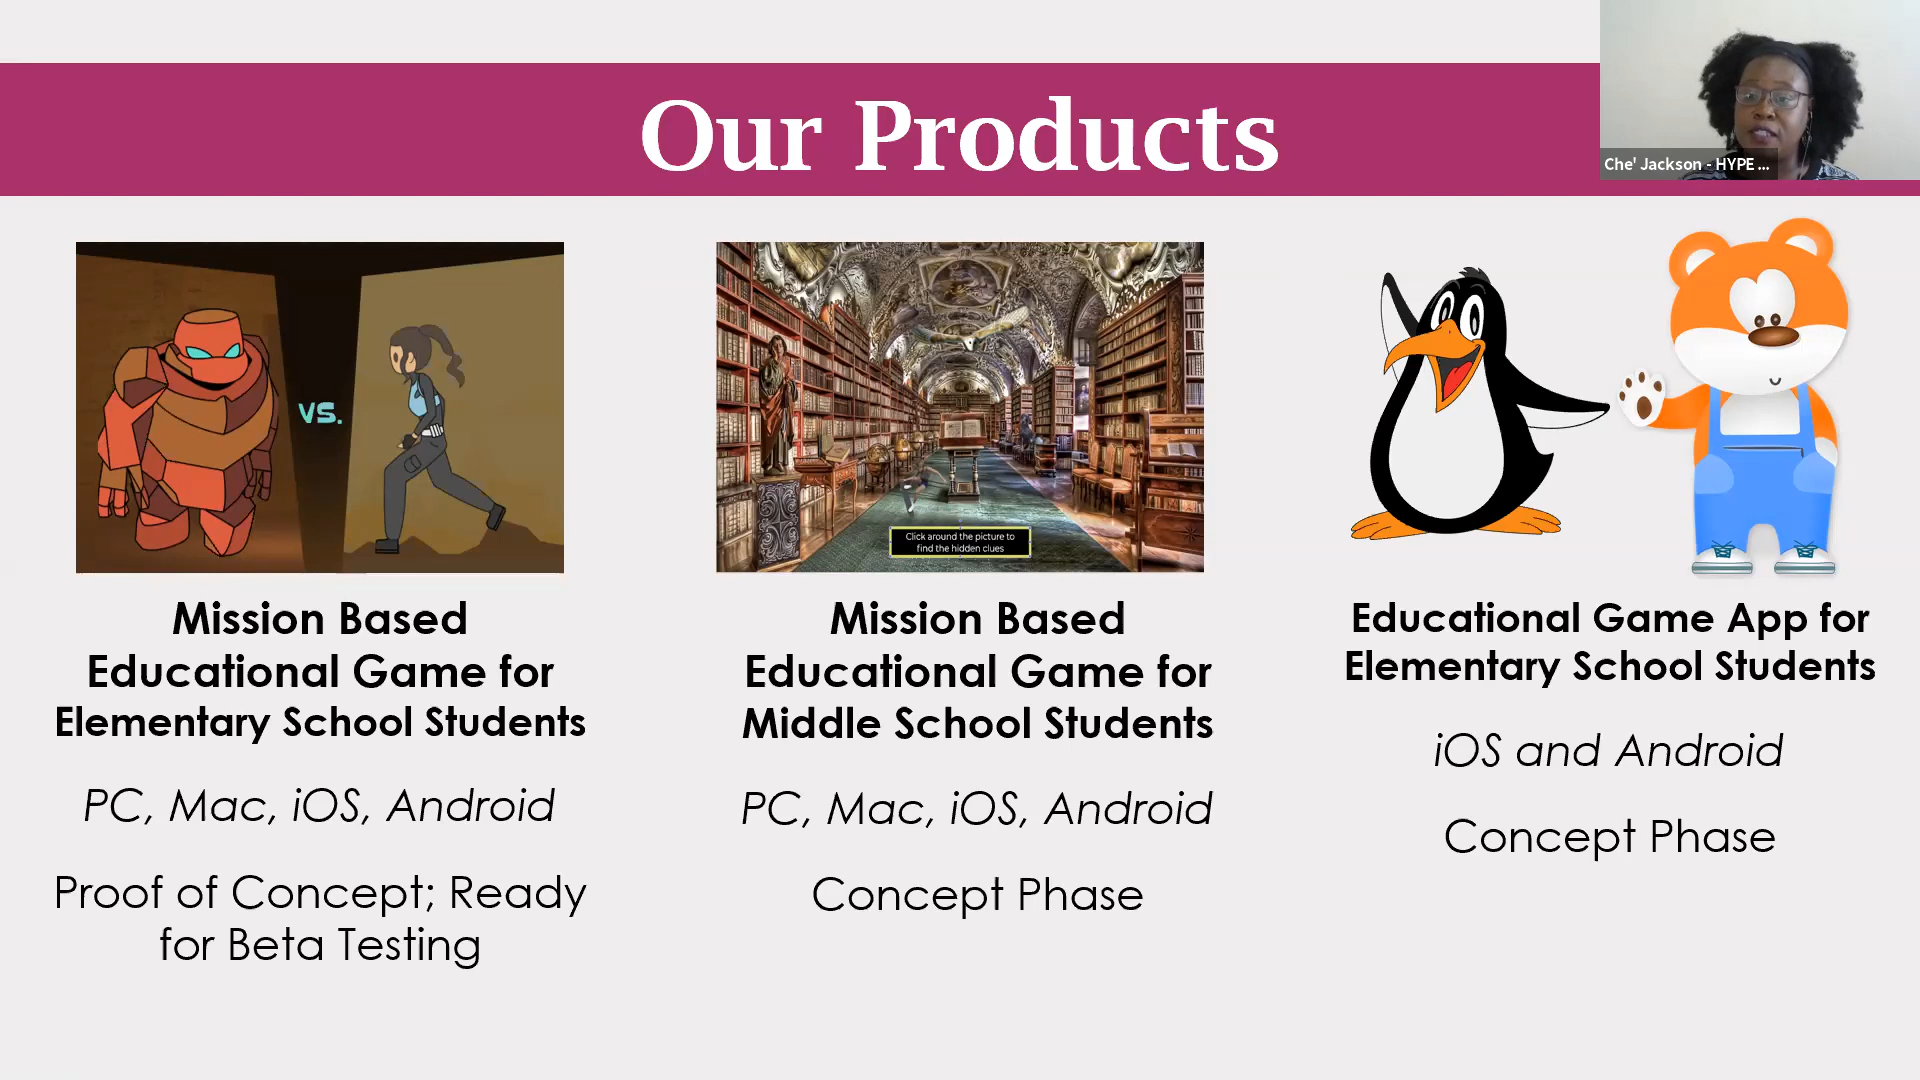 Our Products
Che' Jackson - HYPE ...
VS.
Click around the picture to
find the hidden clues
Mission Based
Educational Game for
Elementary School Students
PC, Mac, iOS, Android
Proof of Concept; Ready
for Beta Testing
Mission Based
Educational Game for
Middle School Students
PC, Mac, iOS, Android
Concept Phase
Educational Game App for
Elementary School Students
iOS and Android
Concept Phase